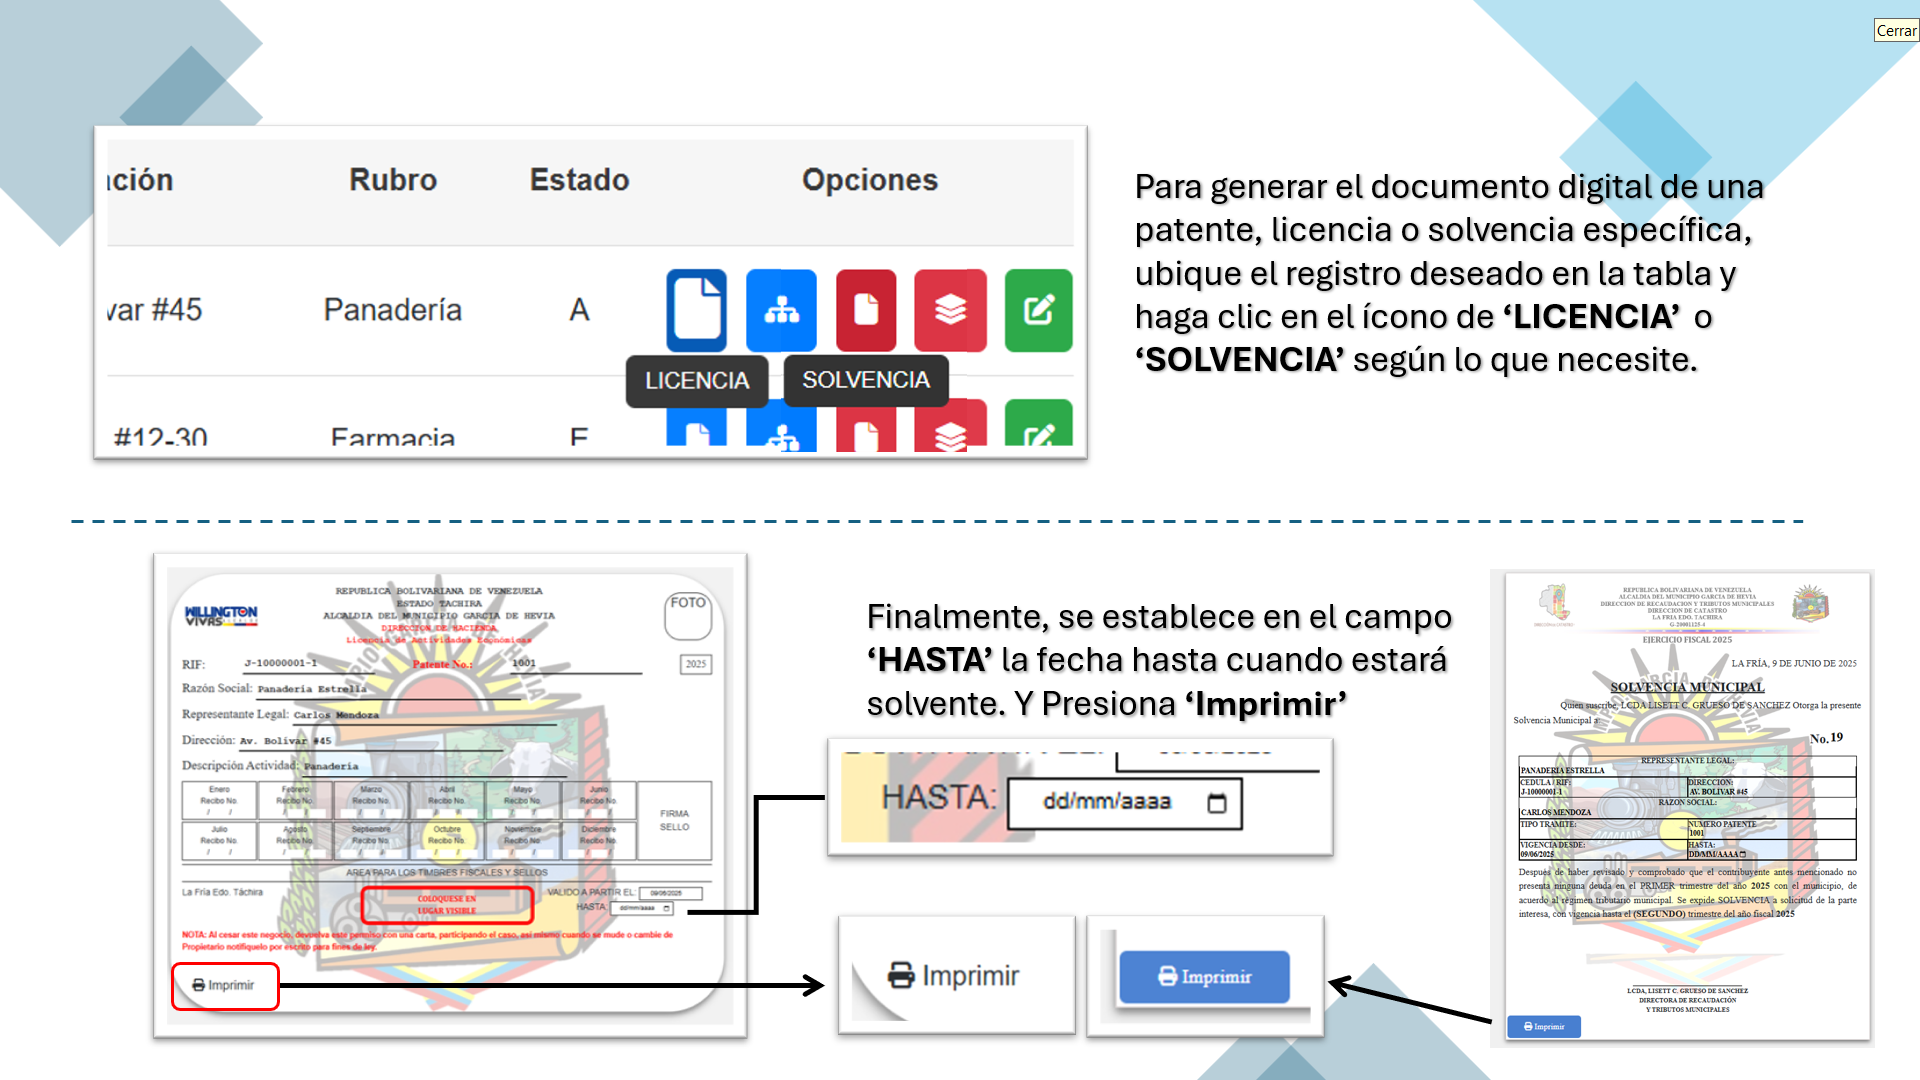 Cerrar
ación Rubro Estado Opciones
var #45 Panadería A
LICENCIA SOLVENCIA
#12-30 Farmacia E
Para generar el documento digital de una
patente, licencia o solvencia específica,
ubique el registro deseado en la tabla y
haga clic en el ícono de ‘LICENCIA’ o
‘SOLVENCIA’ según lo que necesite.
WILLINGTON
VIVAS
REPUBLICA BOLIVARIANA DE VENEZUELA
ESTADO TACHIRA
ALCALDIA DEL MUNICIPIO GARCIA DE HEVIA
DIRECCION DE HACIENDA
Licencia de Actividades Económicas
FOTO
RIF: J-10000001-1 Patente No.: 1001 2025
Razón Social: Panadería Estrella
Representante Legal: Carlos Mendoza
Dirección: Av. Bolívar #45
Descripción Actividad: Panadería
Enero Febrero Marzo Abril Mayo Junio
Recibo No. Recibo No. Recibo No. Recibo No. Recibo No. Recibo No.
/ / / / / / / / / / / /
FIRMA
SELLO
Julio Agosto Septiembre Octubre Noviembre Diciembre
Recibo No. Recibo No. Recibo No. Recibo No. Recibo No. Recibo No.
/ / / / / / / / / / / /
AREA PARA LOS TIMBRES FISCALES Y SELLOS
La Fría Edo. Táchira
COLOQUESE EN
LUGAR VISIBLE
VALIDO A PARTIR EL: 09/06/2025
HASTA: dd/mm/aaaa
NOTA: Al cesar este negocio, devuelva este permiso con una carta, participando el caso, así mismo cuando se mude o cambie de
Propietario notifíquelo por escrito para fines de ley.
Imprimir
Finalmente, se establece en el campo
‘HASTA’ la fecha hasta cuando estará
solvente. Y Presiona ‘Imprimir’
HASTA: dd/mm/aaaa
Imprimir
Imprimir
REPUBLICA BOLIVARIANA DE VENEZUELA
ALCALDIA DEL MUNICIPIO GARCIA DE HEVIA
DIRECCION DE RECAUDACION Y TRIBUTOS MUNICIPALES
DIRECCION DE CATASTRO
LA FRIA EDO. TACHIRA
G-20001125-4
EJERCICIO FISCAL 2025
LA FRÍA, 9 DE JUNIO DE 2025
SOLVENCIA MUNICIPAL
Quien suscribe, LCDA LISETT C. GRUESO DE SANCHEZ Otorga la presente
Solvencia Municipal a:
No. 19
REPRESENTANTE LEGAL:
PANADERIA ESTRELLA
CEDULA / RIF: DIRECCION:
J-10000001-1 AV. BOLIVAR #45
RAZON SOCIAL:
CARLOS MENDOZA
TIPO TRAMITE: NUMERO PATENTE
1001
VIGENCIA DESDE: HASTA:
09/06/2025 DD/MM/AAAA
Después de haber revisado y comprobado que el contribuyente antes mencionado no
presenta ninguna deuda en el PRIMER trimestre del año 2025 con el municipio, de
acuerdo al régimen tributario municipal. Se expide SOLVENCIA a solicitud de la parte
interesa, con vigencia hasta el (SEGUNDO) trimestre del año fiscal 2025
LCDA, LISETT C. GRUESO DE SANCHEZ
DIRECTORA DE RECAUDACIÓN
Y TRIBUTOS MUNICIPALES
Imprimir